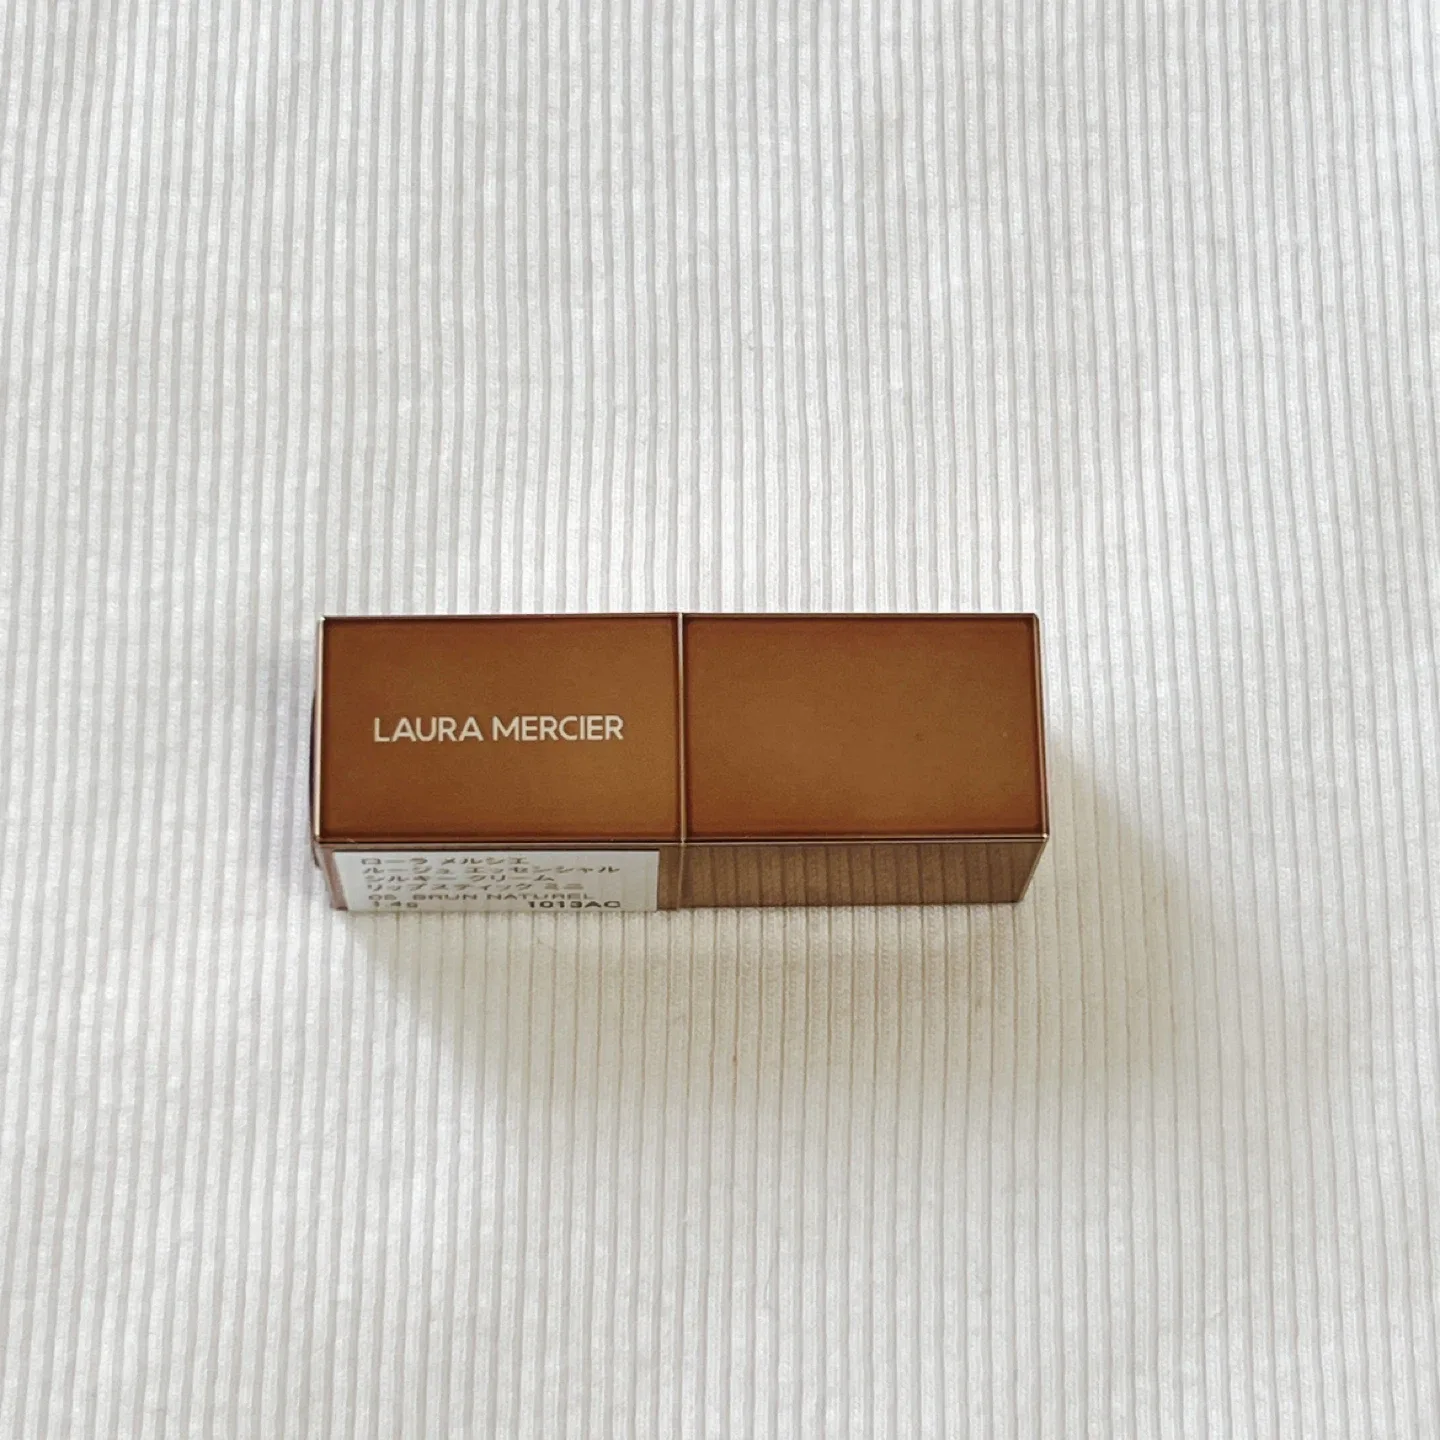 LAURA MERCIER
ローラ メルシエ
ルージュ エッセンシャル
シルキー クリーム
リップスティック ミニ
05 BRUN NATUREL
1.4g 1013AC